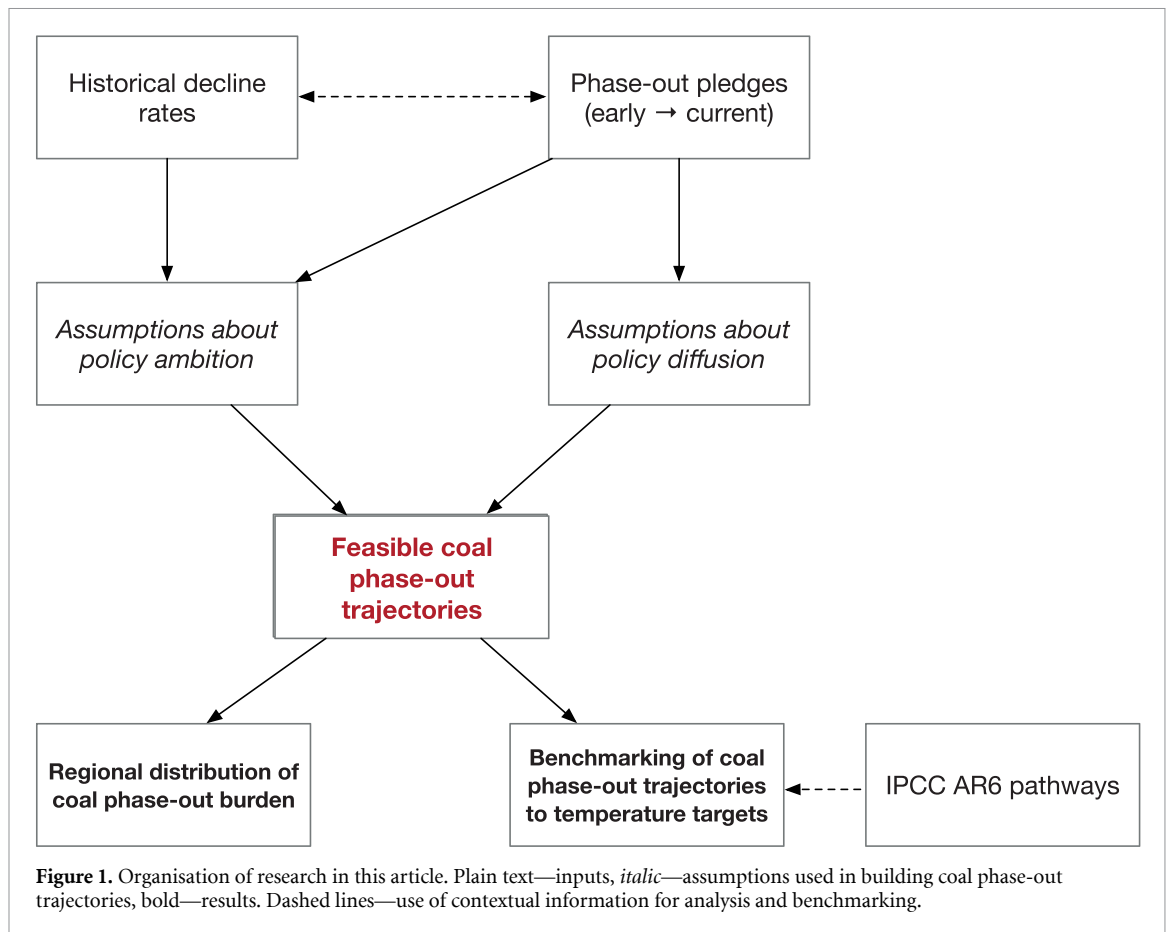 Historical decline
rates
Phase-out pledges
(early → current)
Assumptions about
policy ambition
Assumptions about
policy diffusion
Feasible coal
phase-out
trajectories
Regional distribution of
coal phase-out burden
Benchmarking of coal
phase-out trajectories
to temperature targets
IPCC AR6 pathways
Figure 1. Organisation of research in this article. Plain text—inputs, italic—assumptions used in building coal phase-out
trajectories, bold—results. Dashed lines—use of contextual information for analysis and benchmarking.